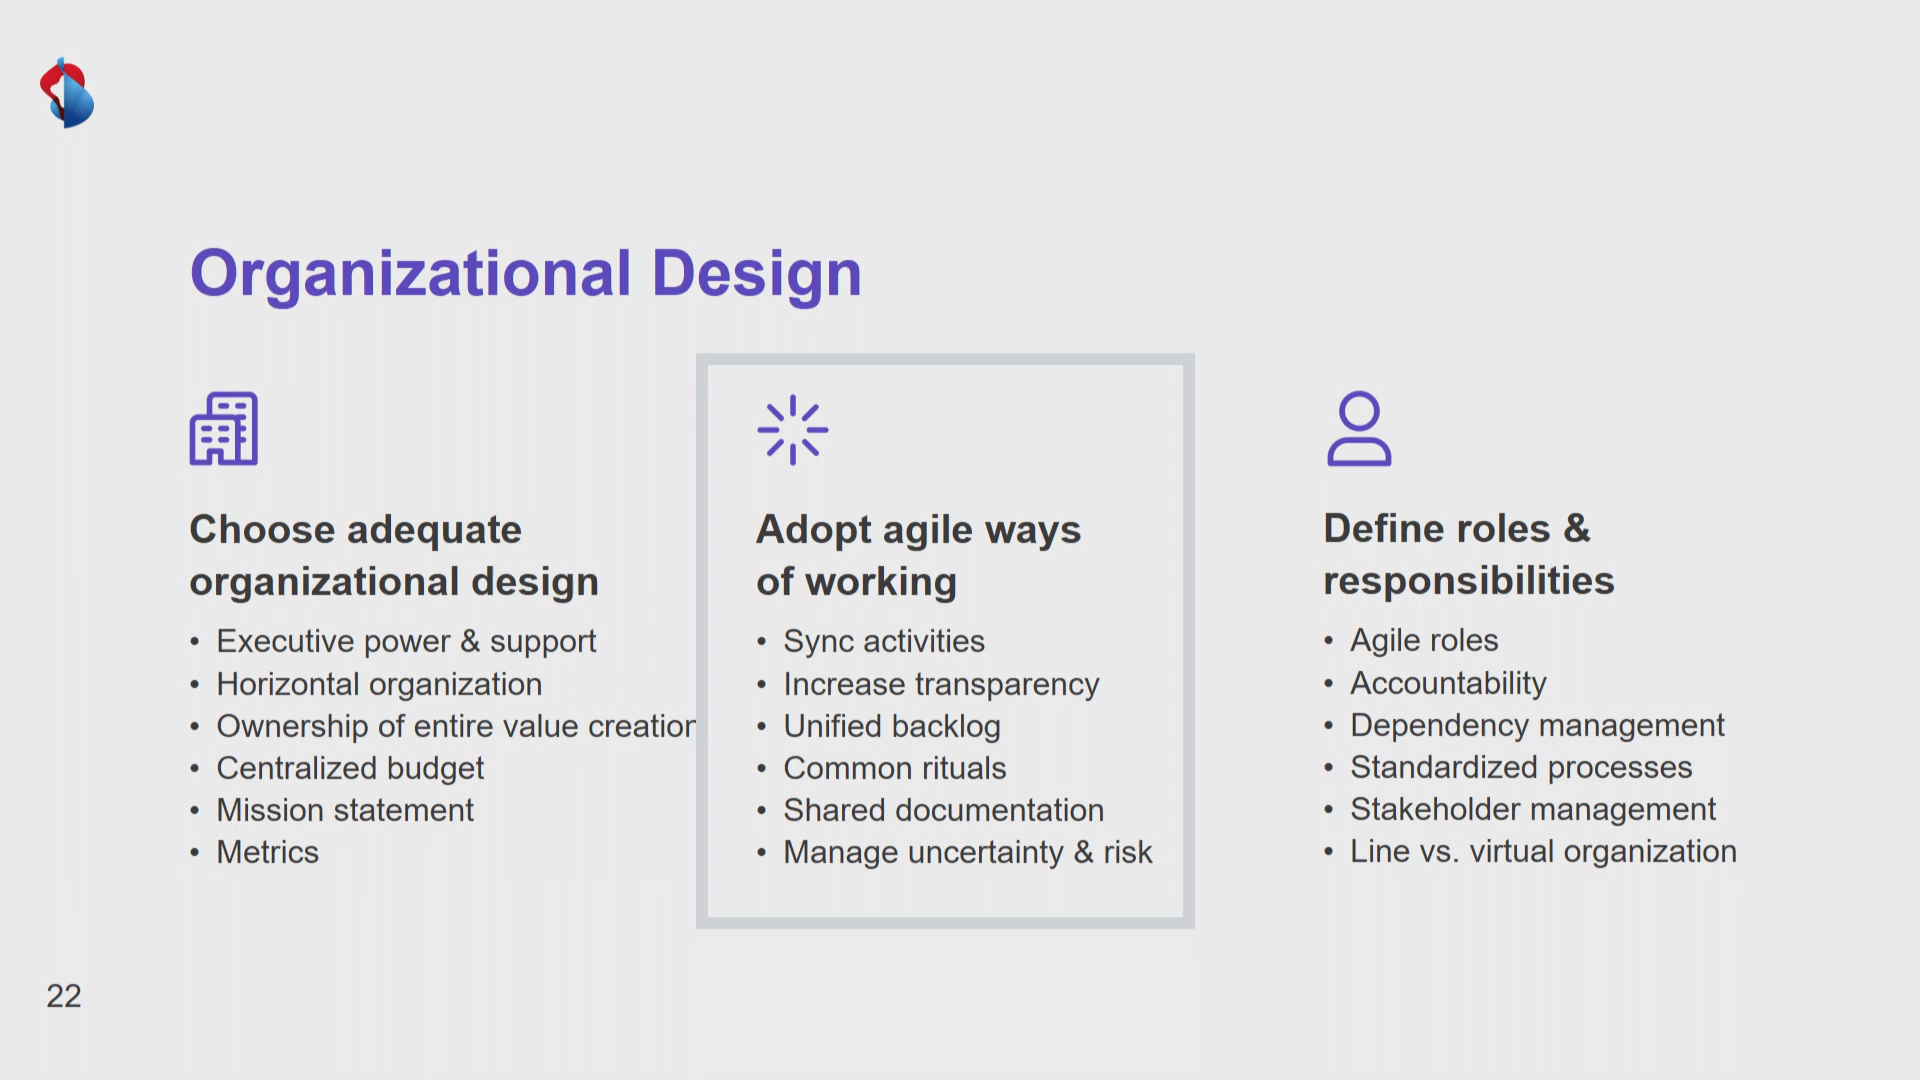 Organizational Design
Choose adequate
organizational design
• Executive power & support
• Horizontal organization
• Ownership of entire value creation
• Centralized budget
• Mission statement
• Metrics
Adopt agile ways
of working
• Sync activities
• Increase transparency
• Unified backlog
• Common rituals
• Shared documentation
• Manage uncertainty & risk
Define roles &
responsibilities
• Agile roles
• Accountability
• Dependency management
• Standardized processes
• Stakeholder management
• Line vs. virtual organization
22